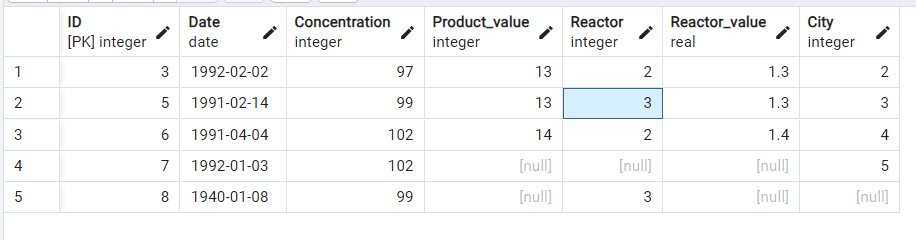 ID Date Concentration Product_value Reactor Reactor_value City
[PK] integer date integer integer integer real integer
1 3 1992-02-02 97 13 2 1.3 2
2 5 1991-02-14 99 13 3 1.3 3
3 6 1991-04-04 102 14 2 1.4 4
4 7 1992-01-03 102 [null] [null] [null] 5
5 8 1940-01-08 99 [null] 3 [null] [null]